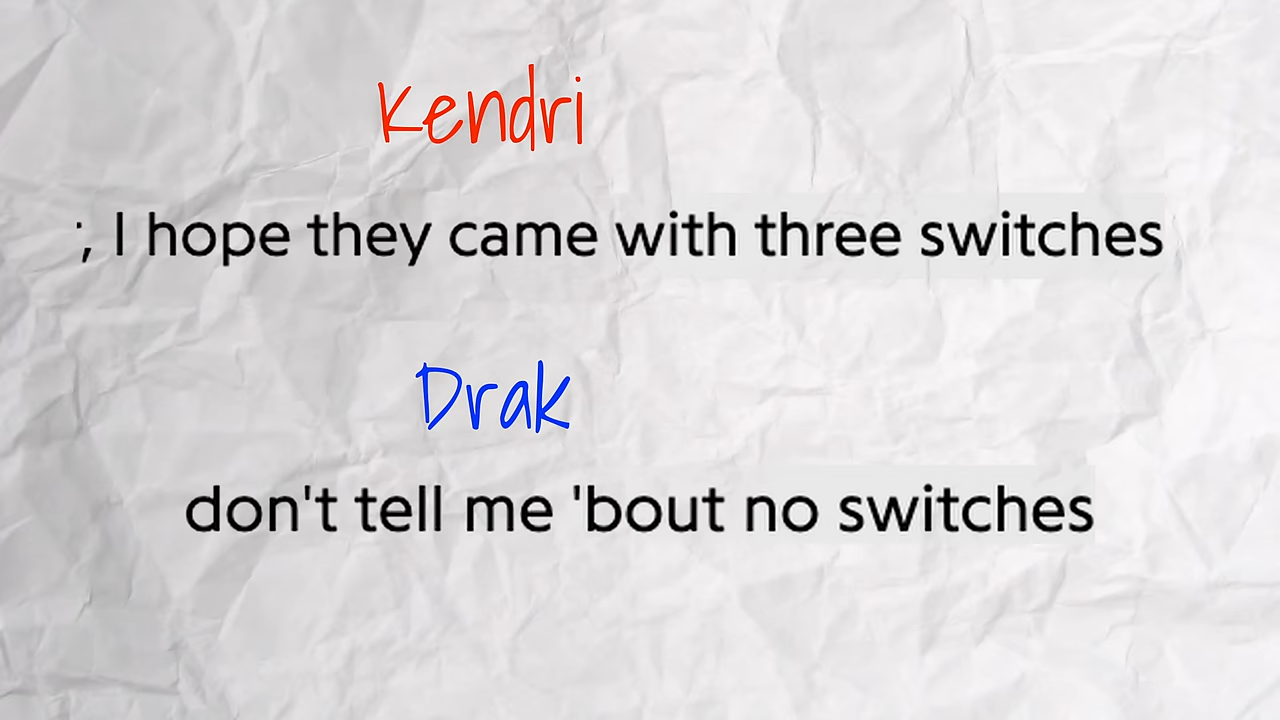 Kendri
;, I hope they came with three switches
Drak
don't tell me 'bout no switches